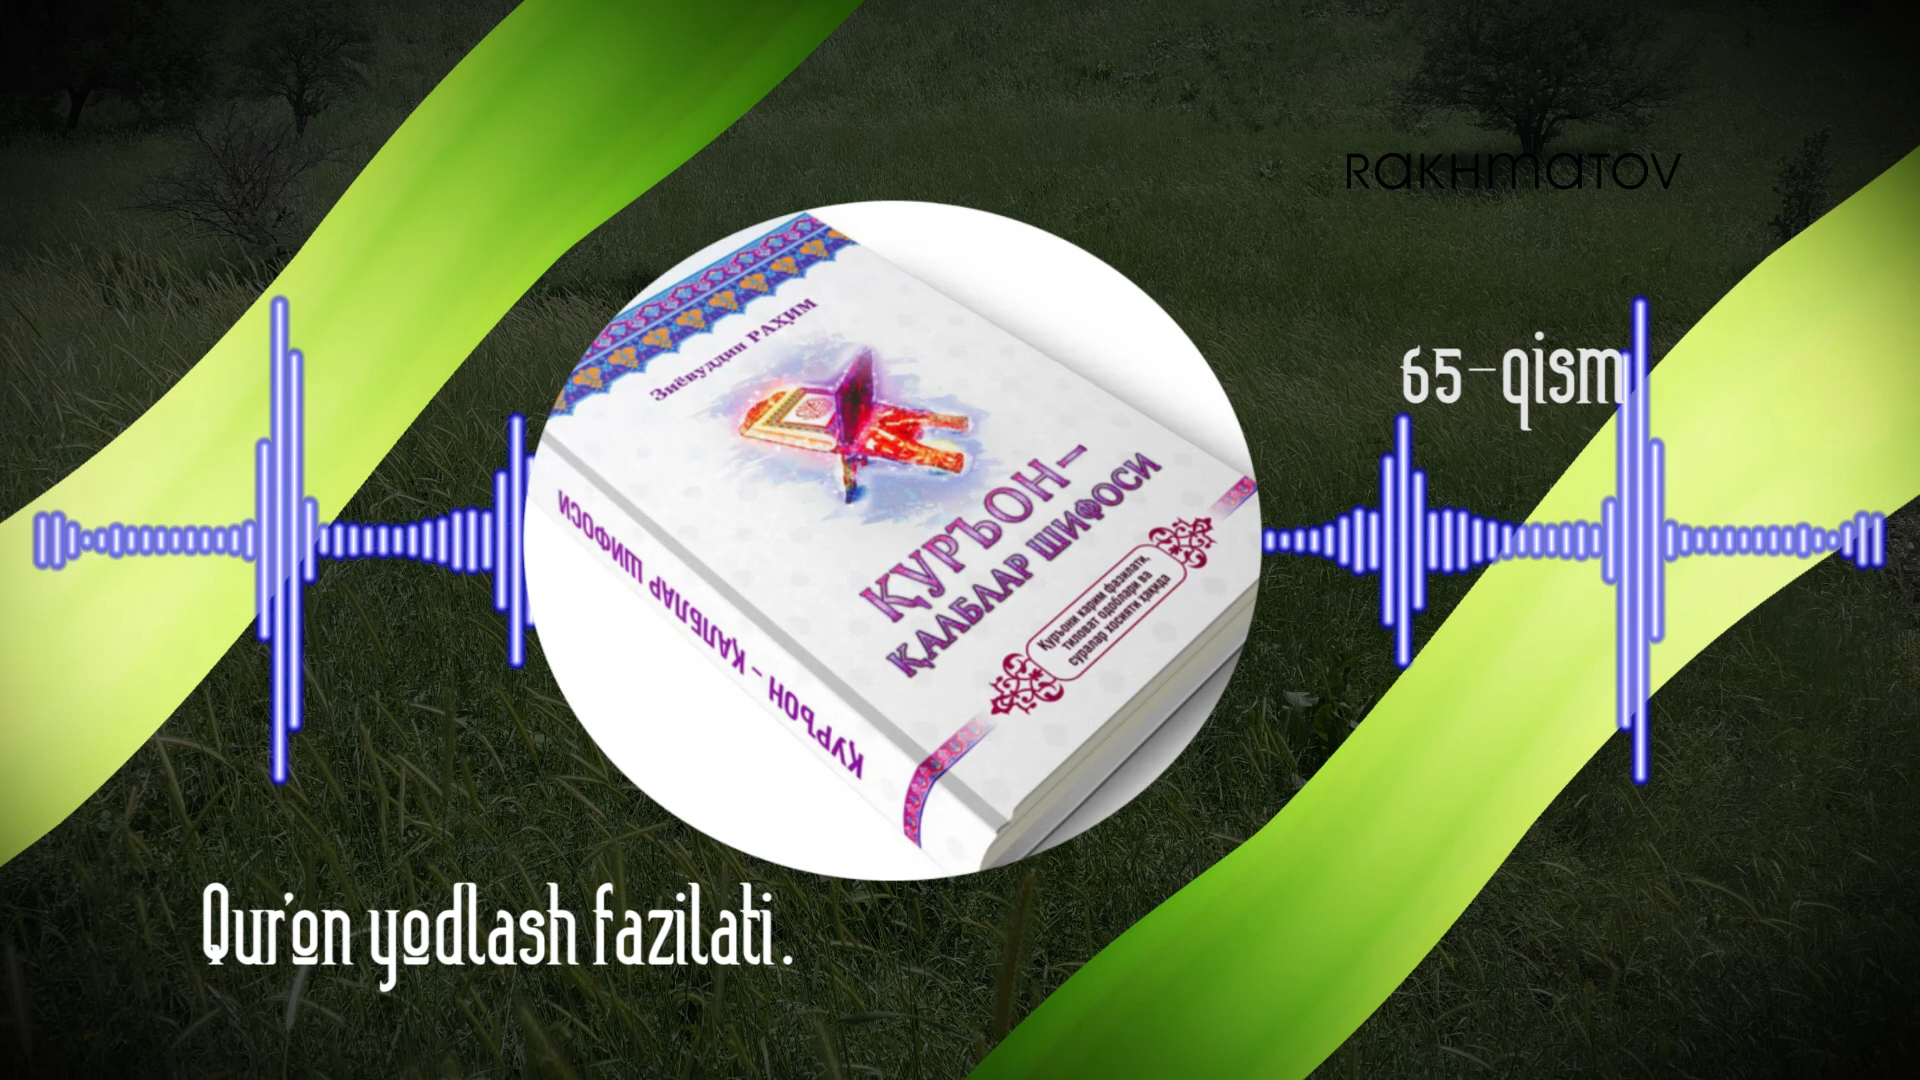 RAKHMATOV
65-qism
Зиёвуддин РАҲИМ
ҚУРЪОН–
ҚАЛБЛАР ШИФОСИ
Қуръони карим фазилати,
тиловат одоблари ва
суралар хосияти ҳақида
ҚУРЪОН – ҚАЛБЛАР ШИФОСИ
Qur'on yodlash fazilati.